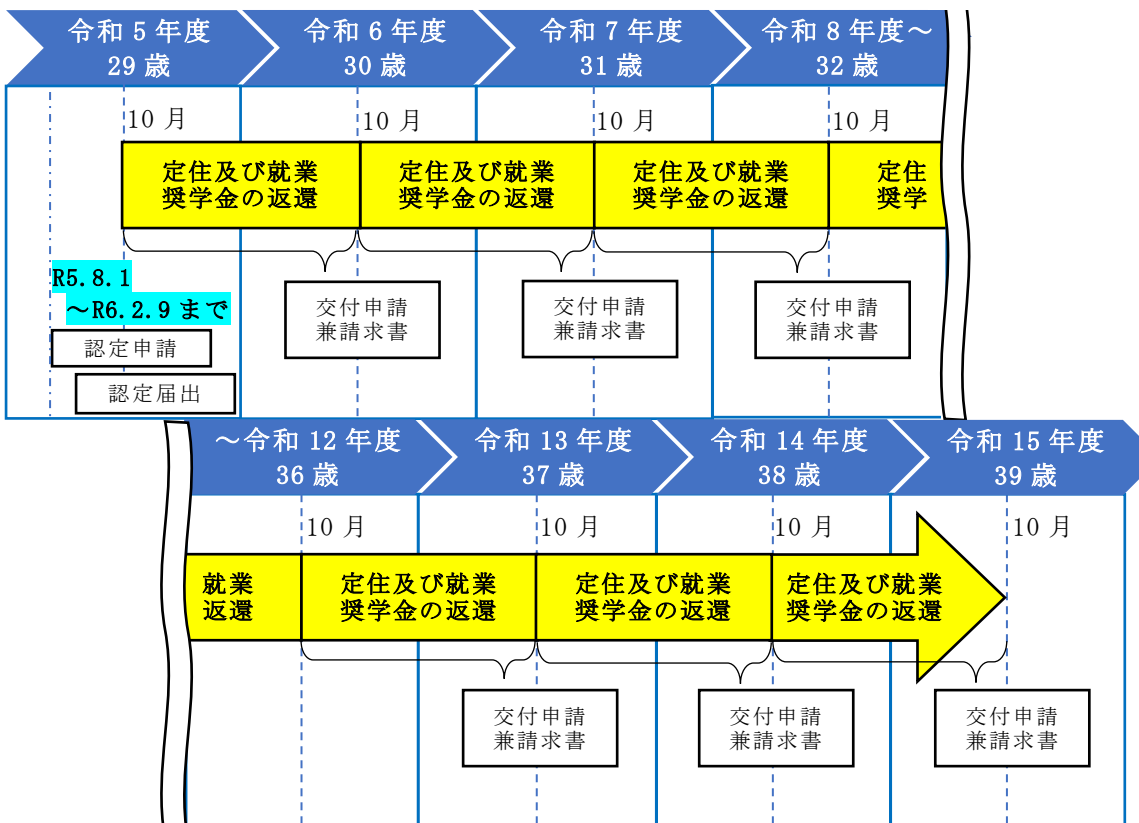 令和5年度
29歳
令和6年度
30歳
令和7年度
31歳
令和8年度～
32歳
10月
10月
10月
10月
定住及び就業
奨学金の返還
定住及び就業
奨学金の返還
定住及び就業
奨学金の返還
定住
奨学
R5.8.1
～R6.2.9まで
認定申請
認定届出
交付申請
兼請求書
交付申請
兼請求書
交付申請
兼請求書
～令和12年度
36歳
令和13年度
37歳
令和14年度
38歳
令和15年度
39歳
10月
10月
10月
10月
就業
返還
定住及び就業
奨学金の返還
定住及び就業
奨学金の返還
定住及び就業
奨学金の返還
交付申請
兼請求書
交付申請
兼請求書
交付申請
兼請求書